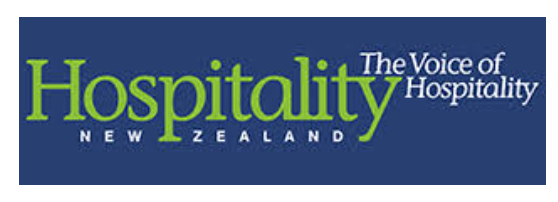 Hospitality
NEW ZEALAND
The Voice of
Hospitality